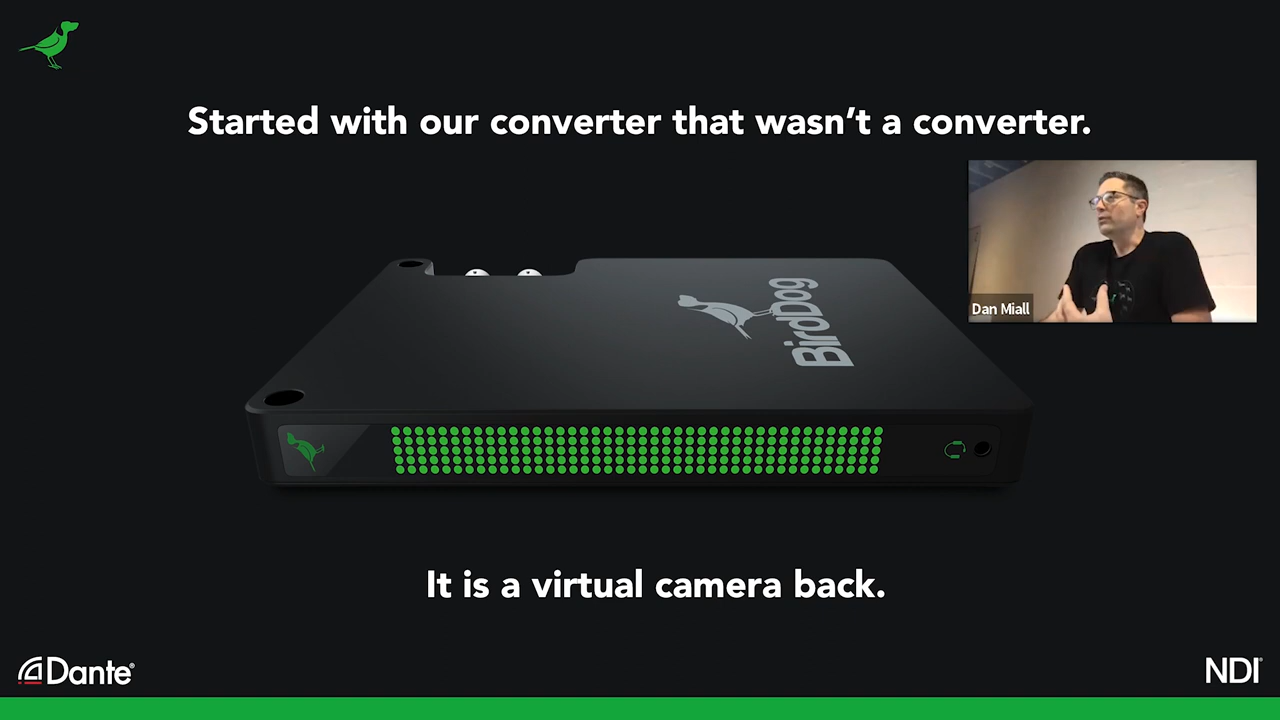 Started with our converter that wasn't a converter.
Dan Miall
BirdDog
It is a virtual camera back.
Dante®
NDI®